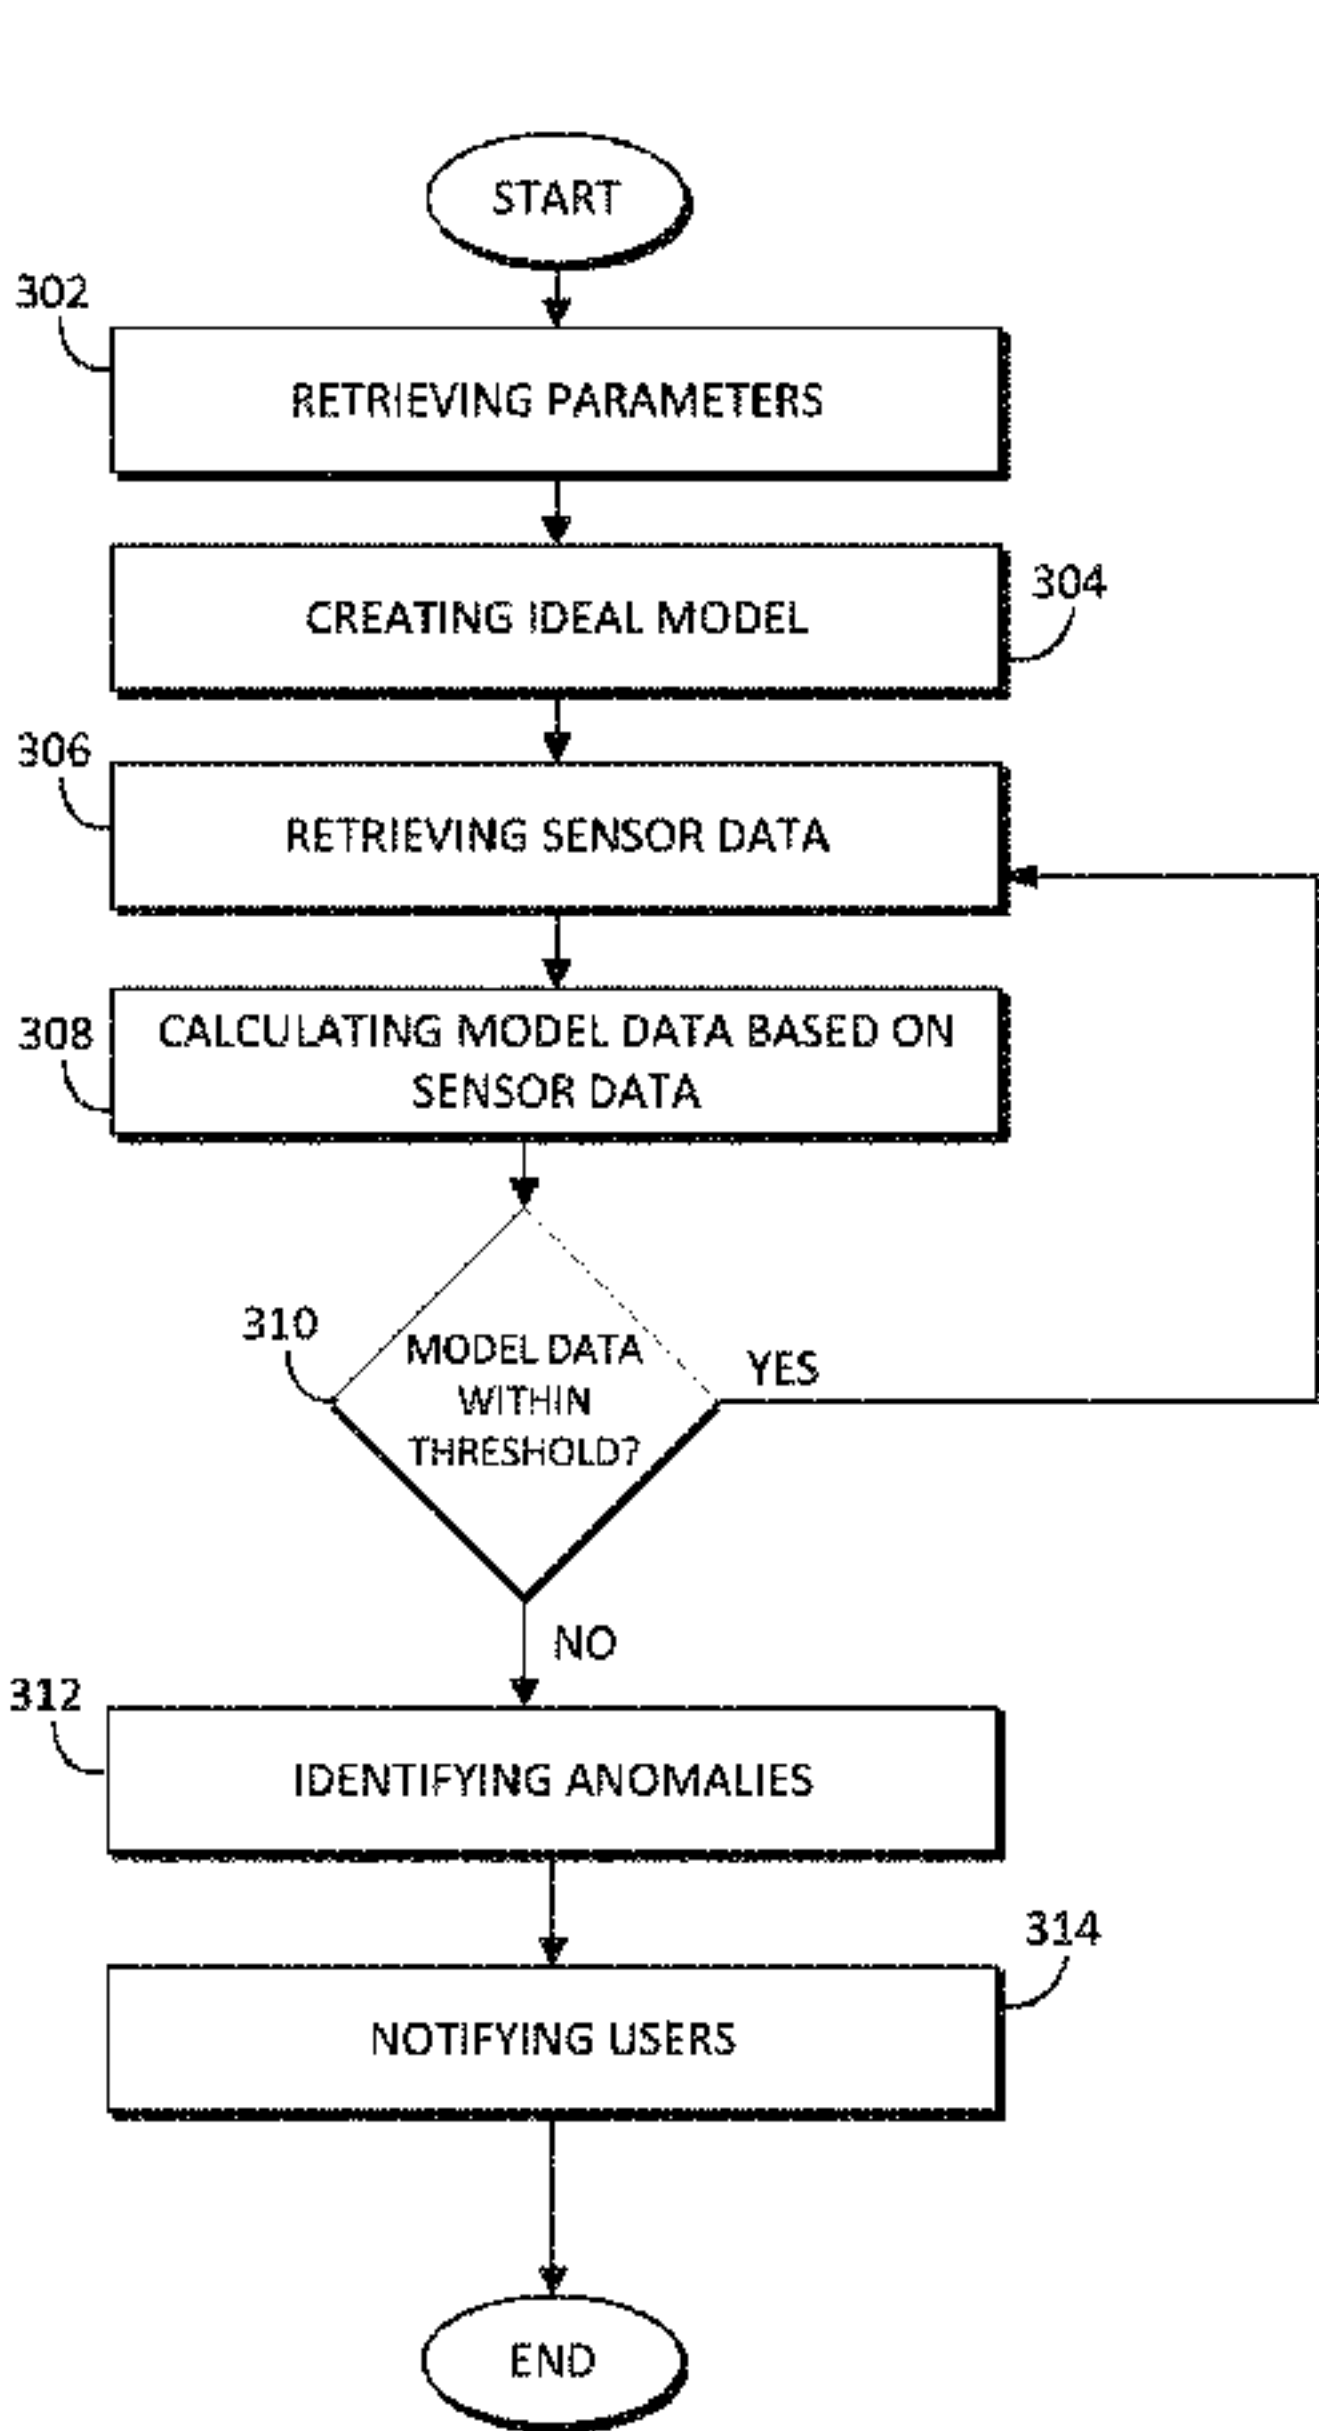 START
302
RETRIEVING PARAMETERS
CREATING IDEAL MODEL
304
306
RETRIEVING SENSOR DATA
308
CALCULATING MODEL DATA BASED ON
SENSOR DATA
310
MODEL DATA
WITHIN
THRESHOLD?
YES
NO
312
IDENTIFYING ANOMALIES
314
NOTIFYING USERS
END